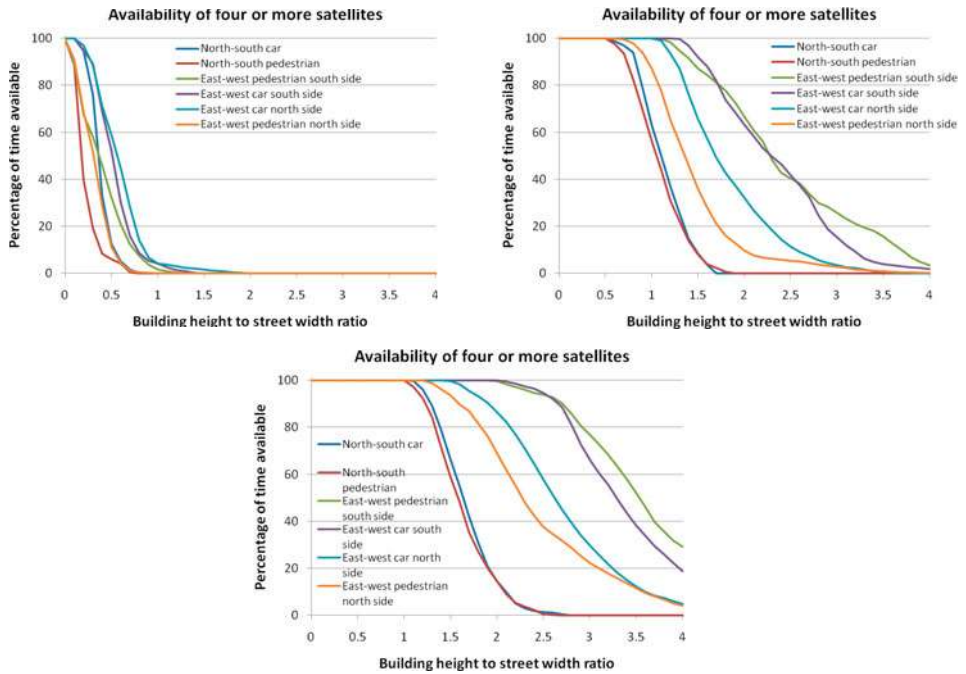 Availability of four or more satellites
Percentage of time available
100
80
60
40
20
0
North-south car
North-south pedestrian
East-west pedestrian south side
East-west car south side
East-west car north side
East-west pedestrian north side
0 0.5 1 1.5 2 2.5 3 3.5 4
Building height to street width ratio
Availability of four or more satellites
Percentage of time available
100
80
60
40
20
0
North-south car
North-south pedestrian
East-west pedestrian south side
East-west car south side
East-west car north side
East-west pedestrian north side
0 0.5 1 1.5 2 2.5 3 3.5 4
Building height to street width ratio
Availability of four or more satellites
Percentage of time available
100
80
60
40
20
0
North-south car
North-south
pedestrian
East-west pedestrian
south side
East-west car south
side
East-west car north
side
East-west pedestrian
north side
0 0.5 1 1.5 2 2.5 3 3.5 4
Building height to street width ratio